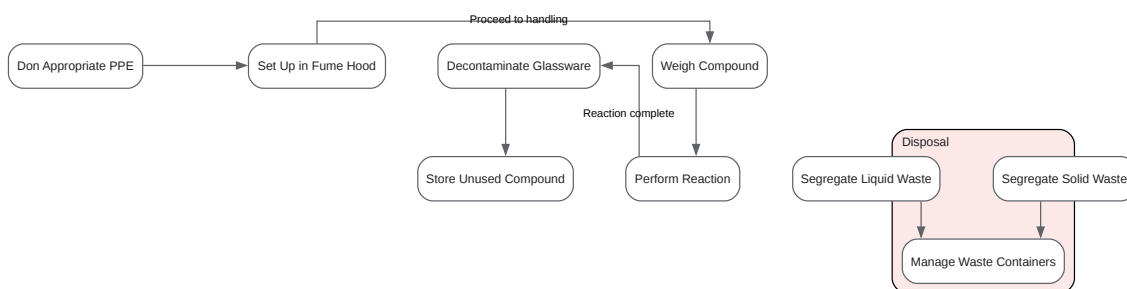 Proceed to handling
Don Appropriate PPE
Set Up in Fume Hood
Decontaminate Glassware
Weigh Compound
Reaction complete
Disposal
Store Unused Compound
Perform Reaction
Segregate Liquid Waste
Segregate Solid Waste
Manage Waste Containers